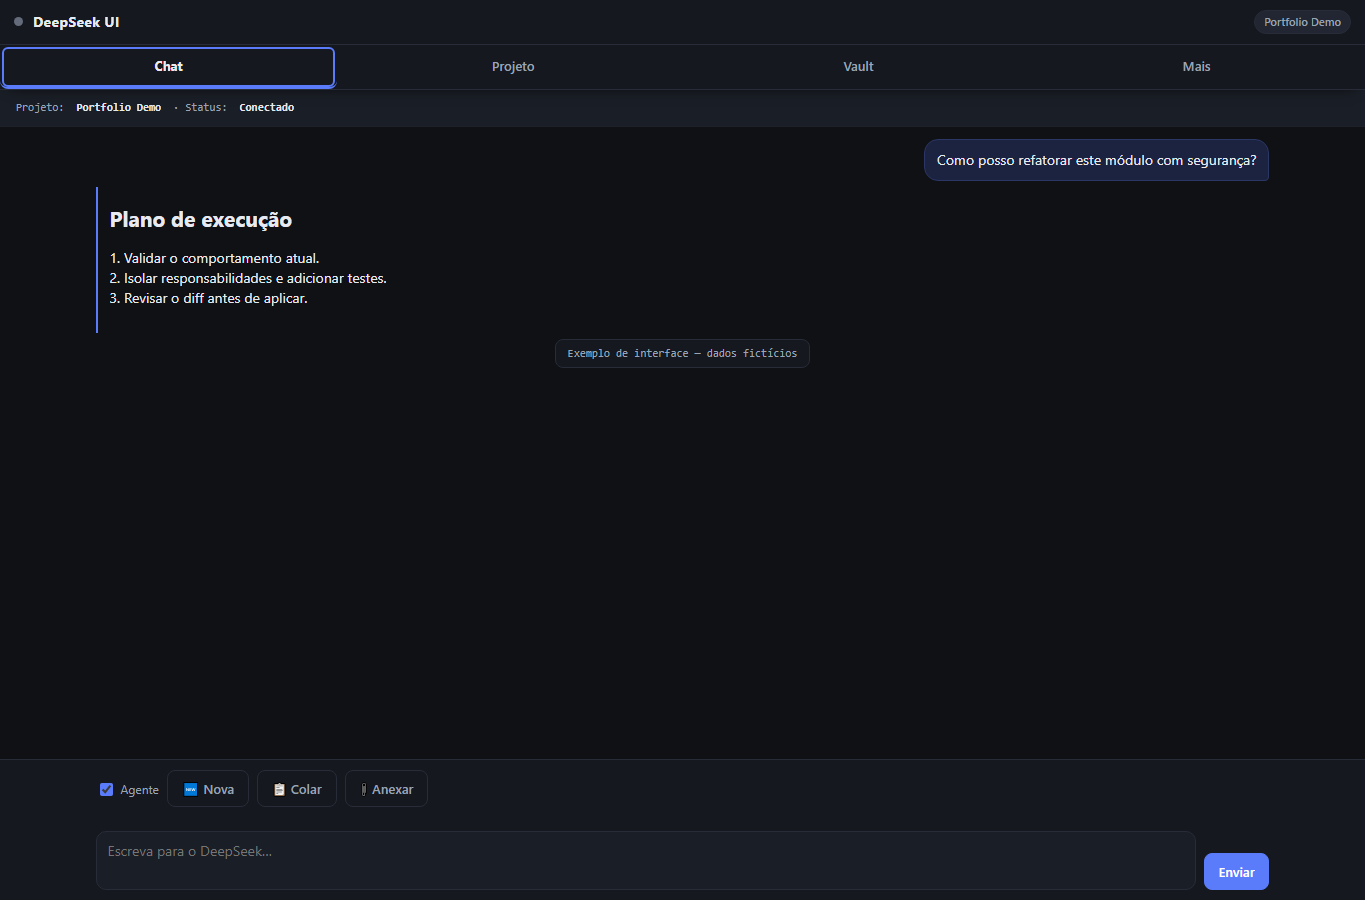 DeepSeek UI
Portfolio Demo
Chat
Projeto
Vault
Mais
Projeto: Portfolio Demo · Status: Conectado
Como posso refatorar este módulo com segurança?
Plano de execução
1. Validar o comportamento atual.
2. Isolar responsabilidades e adicionar testes.
3. Revisar o diff antes de aplicar.
Exemplo de interface — dados fictícios
Agente
Nova
Colar
Anexar
Escreva para o DeepSeek...
Enviar